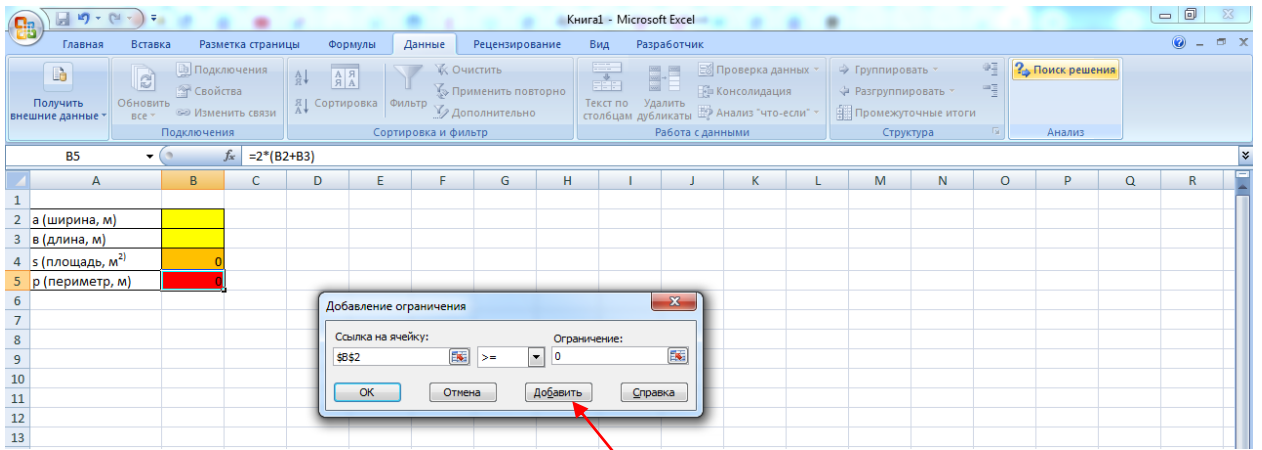 Книга1 - Microsoft Excel
Главная Вставка Разметка страницы Формулы Данные Рецензирование Вид Разработчик
Получить внешние данные
Обновить все
Подключения
Свойства
Изменить связи
Подключения
А Я
Я А
Сортировка
Фильтр
Очистить
Применить повторно
Дополнительно
Сортировка и фильтр
Текст по столбцам
Удалить дубликаты
Проверка данных
Консолидация
Анализ "что-если"
Работа с данными
Группировать
Разгруппировать
Промежуточные итоги
Структура
Поиск решения
Анализ
B5 fx =2*(B2+B3)
A B C D E F G H I J K L M N O P Q R
1
2 а (ширина, м)
3 в (длина, м)
4 s (площадь, м2) 0
5 p (периметр, м) 0
6
7
8
9
10
11
12
13
Добавление ограничения
Ссылка на ячейку: Ограничение:
$B$2 >= 0
ОК Отмена Добавить Справка